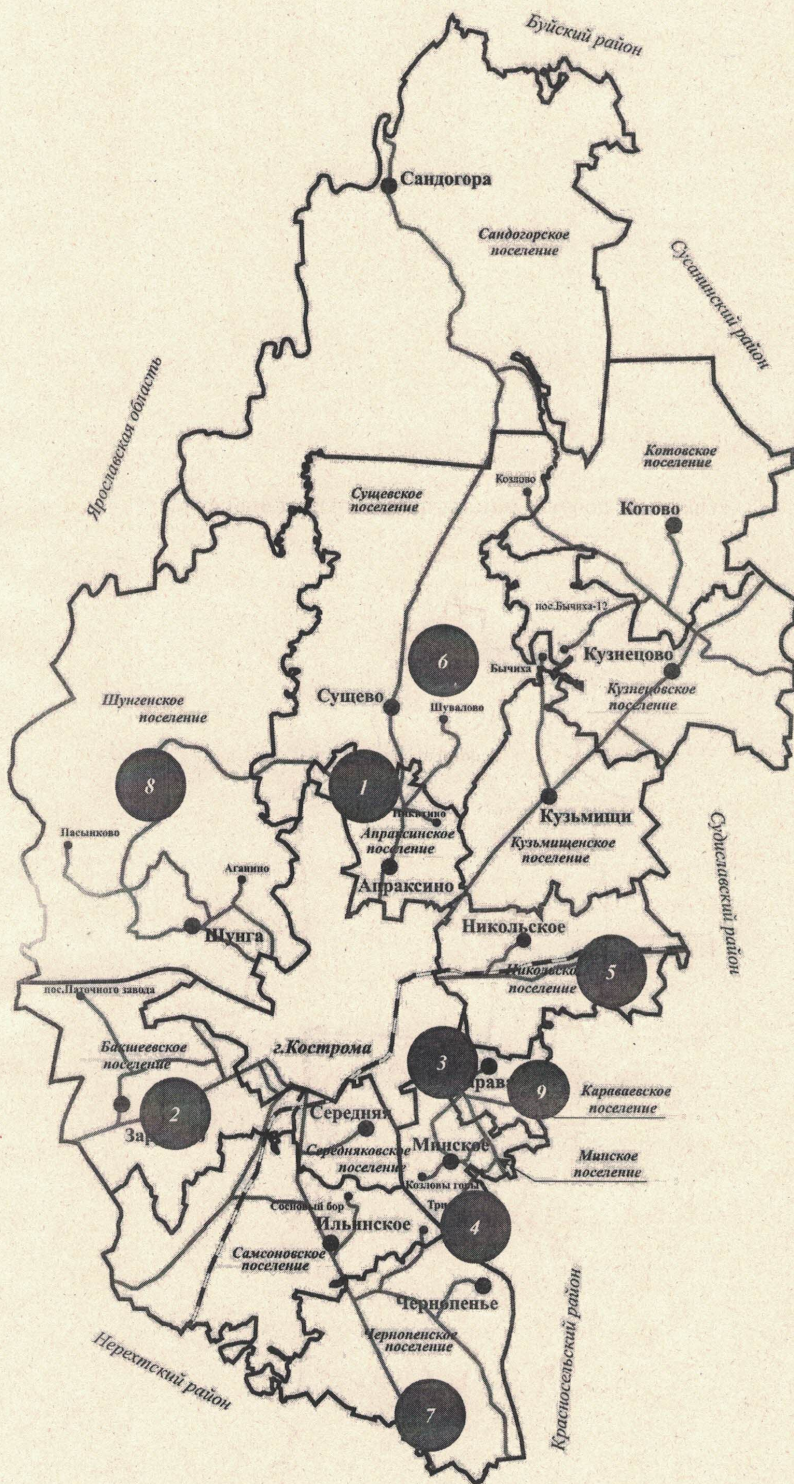 Буйский район
Сандогора
Сандогорское
поселение
Сусанинский район
Ярославская область
Котовское
поселение
Козлово
Сущевское
поселение
Котово
пос.Бычиха-12
6
Бычиха
Кузнецово
Кузнецовское
поселение
Сущево
Шувалово
Шунгенское
поселение
8
1
Никитино
Кузьмищи
Пасынково
Апраксинское
поселение
Кузьмищенское
поселение
Судиславский район
Агапино
Апраксино
Шунга
Никольское
5
поселение
пос.Паточного завода
Бакшеевское
поселение
г.Кострома
3
9
Караваевское
поселение
2
Середняя
Середняковское
поселение
Минское
Минское
поселение
Козловы горы
Сосновый бор
Ильинское
4
Самсоновское
поселение
Чернопенье
Чернопенское
поселение
Нерехтский район
Красносельский район
7